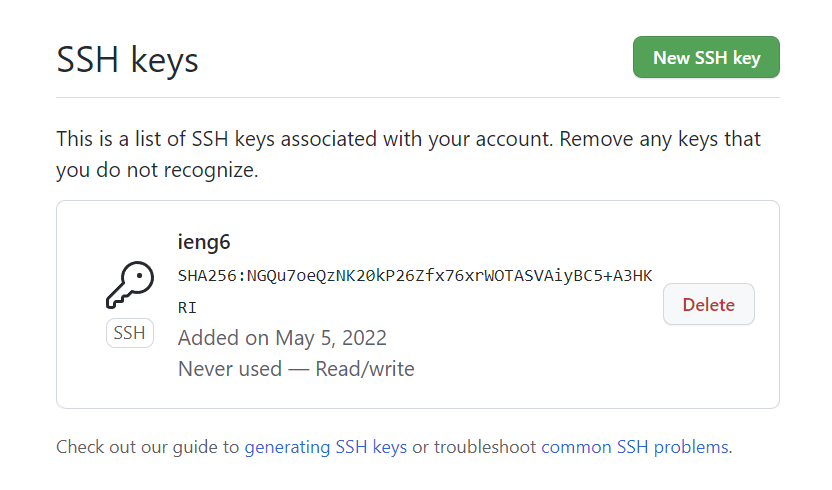 SSH keys
New SSH key
This is a list of SSH keys associated with your account. Remove any keys that
you do not recognize.
ieng6
SHA256:NGQu7oeQzNK20kP26Zfx76xrWOTASVAiyBC5+A3HK
RI
SSH
Added on May 5, 2022
Never used — Read/write
Delete
Check out our guide to generating SSH keys or troubleshoot common SSH problems.